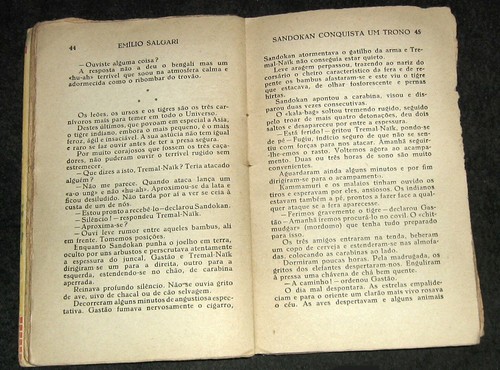 44 EMÍLIO SALGARI
—Ouviste alguma coisa?
A resposta não a deu o bengali mas um
«hu-ah» terrível que soou na atmosfera calma e
adormecida como o ribombar do trovão.
* * *
Os leões, os ursos e os tigres são os três car-
nívoros mais para temer em todo o Universo.
Destes últimos, que povoam em especial a Asia,
o tigre indiano, embora o mais pequeno, é o mais
feroz, ágil e insaciável. A sua astúcia não tem igual
e raro se faz ouvir antes de ter a presa segura.
Por muito corajosos que fossem os três caça-
dores, não puderam ouvir o terrível rugido sem
estremecer.
—Que dizes a isto, Tremal-Naïk? Teria atacado
alguém?
—Não me parece. Quando ataca lança um
«a-o-ung» e não «hu-ah». Aproximou-se da lata e
ficou desiludido. Não tarda por aí a ver se ceia à
custa de um de nós.
—Estou pronto a recebê-lo—declarou Sandokan.
—Silêncio!—respondeu Tremal-Naïk.
—Aproxima-se?
—Ouvi leve rumor entre aqueles bambus, ali
em frente. Tomemos posições.
Enquanto Sandokan punha o joelho em terra,
oculto por uns arbustos e perscrutava atentamente
a espessura do juncal, Gastão e Tremal-Naïk
dirigiram-se um para a direita, outro para a
esquerda, estendendo-se no chão, de carabina
aperrada.
Reinava profundo silêncio. Não se ouvia grito
de ave, uivo de chacal ou de cão selvagem.
Decorreram alguns minutos de angustiosa espec-
tativa. Gastão fumava nervosamente o cigarro,
SANDOKAN CONQUISTA UM TRONO 45
Sandokan atormentava o gatilho da arma e Tre-
mal-Naïk não conseguia estar quieto.
Leve aragem perpassou, trazendo ao nariz do
corsário o cheiro característico da fera e de re-
pente os bambus afastaram-se e este viu o tigre
que estacava, de olhar fosforescente e pernas
hirtas.
Sandokan apontou a carabina, visou e dis-
parou duas vezes consecutivas.
O «kala-bag» soltou tremendo rugido, seguido
pelo troar de mais quatro detonações, deu dois
saltos e desapareceu por entre a espessura.
—Está ferido!—gritou Tremal-Naïk, pondo-se
de pé—Fugiu, indício seguro de que não se sen-
tiu com forças para nos atacar. Amanhã seguir-
-lhe-emos o rasto. Voltemos agora ao acampa-
mento. Duas ou três horas de sono são muito
convenientes.
Aguardaram ainda alguns minutos e por fim
dirigiram-se para o acampamento.
Kammamuri e os malaios tinham ouvido os
tiros e esperavam por eles, ansiosos. Os indianos
estavam também a pé, prontos a fazer face a qual-
quer ataque se a fera aparecesse.
—Ferimos gravemente o tigre—declarou Gas-
tão—Amanhã iremos procurá-lo no covil. O «chit-
mudgar» (mordomo) que tenha tudo preparado
para isso.
Os três amigos entraram na tenda, beberam
um copo de cerveja e estenderam-se nas almofa-
das, colocando as carabinas ao lado.
Dormiram poucas horas. Pela madrugada, os
gritos dos elefantes despertaram-nos. Engulíram
à pressa uma chávena de chá bem quente.
—A caminho!—ordenou Gastão.
O dia mal despontara. As estrelas empalide-
ciam e para o oriente um clarão mais vivo rosava
o céu. As aves despertavam e alguns animais